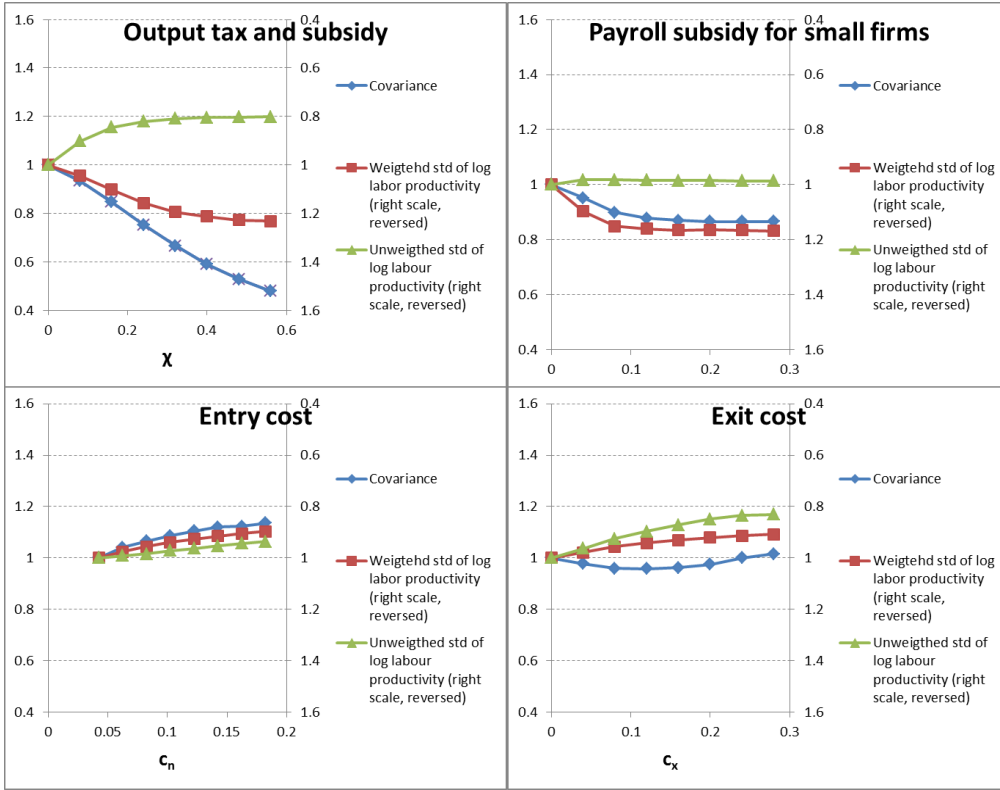 Output tax and subsidy
1.6
1.4
1.2
1
0.8
0.6
0.4
0.4
0.6
0.8
1
1.2
1.4
1.6
0
0.2
0.4
0.6
χ
Covariance
Weigtehd std of log
labor productivity
(right scale,
reversed)
Unweigthed std of
log labour
productivity (right
scale, reversed)
Payroll subsidy for small firms
1.6
1.4
1.2
1
0.8
0.6
0.4
0.4
0.6
0.8
1
1.2
1.4
1.6
0
0.1
0.2
0.3
Covariance
Weigtehd std of log
labor productivity
(right scale,
reversed)
Unweigthed std of
log labour
productivity (right
scale, reversed)
Entry cost
1.6
1.4
1.2
1
0.8
0.6
0.4
0.4
0.6
0.8
1
1.2
1.4
1.6
0
0.05
0.1
0.15
0.2
cn
Covariance
Weigtehd std of log
labor productivity
(right scale,
reversed)
Unweigthed std of
log labour
productivity (right
scale, reversed)
Exit cost
1.6
1.4
1.2
1
0.8
0.6
0.4
0.4
0.6
0.8
1
1.2
1.4
1.6
0
0.1
0.2
0.3
cx
Covariance
Weigtehd std of log
labor productivity
(right scale,
reversed)
Unweigthed std of
log labour
productivity (right
scale, reversed)